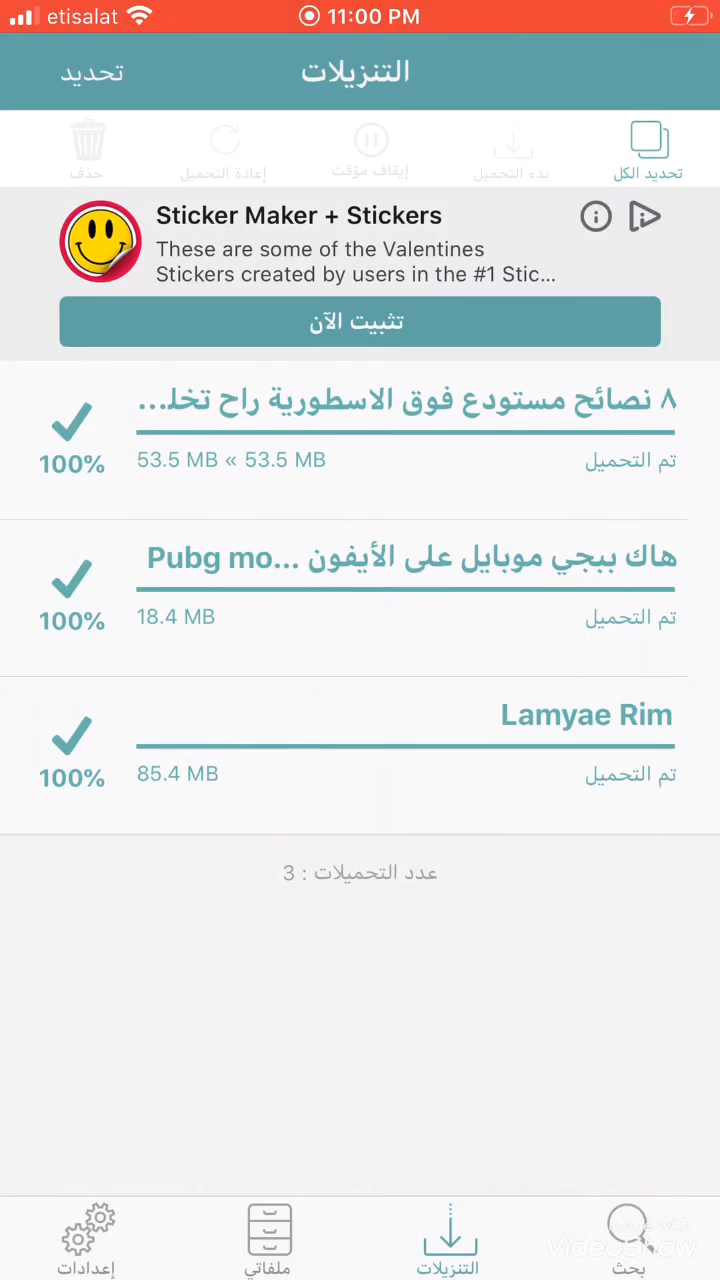 etisalat 11:00 PM
التنزيلات
تحديد
تحديد الكل
بدء التحميل
إيقاف مؤقت
إعادة التحميل
حذف
Sticker Maker + Stickers
These are some of the Valentines
Stickers created by users in the #1 Stic...
تثبيت الآن
٨ نصائح مستودع فوق الاسطورية راح تخلـ...
100%
53.5 MB « 53.5 MB
تم التحميل
هاك ببجي موبايل على الأيفون Pubg mo...
100%
18.4 MB
تم التحميل
Lamyae Rim
100%
85.4 MB
تم التحميل
عدد التحميلات : 3
بحث
التنزيلات
ملفاتي
إعدادات
Made with
VideoShow